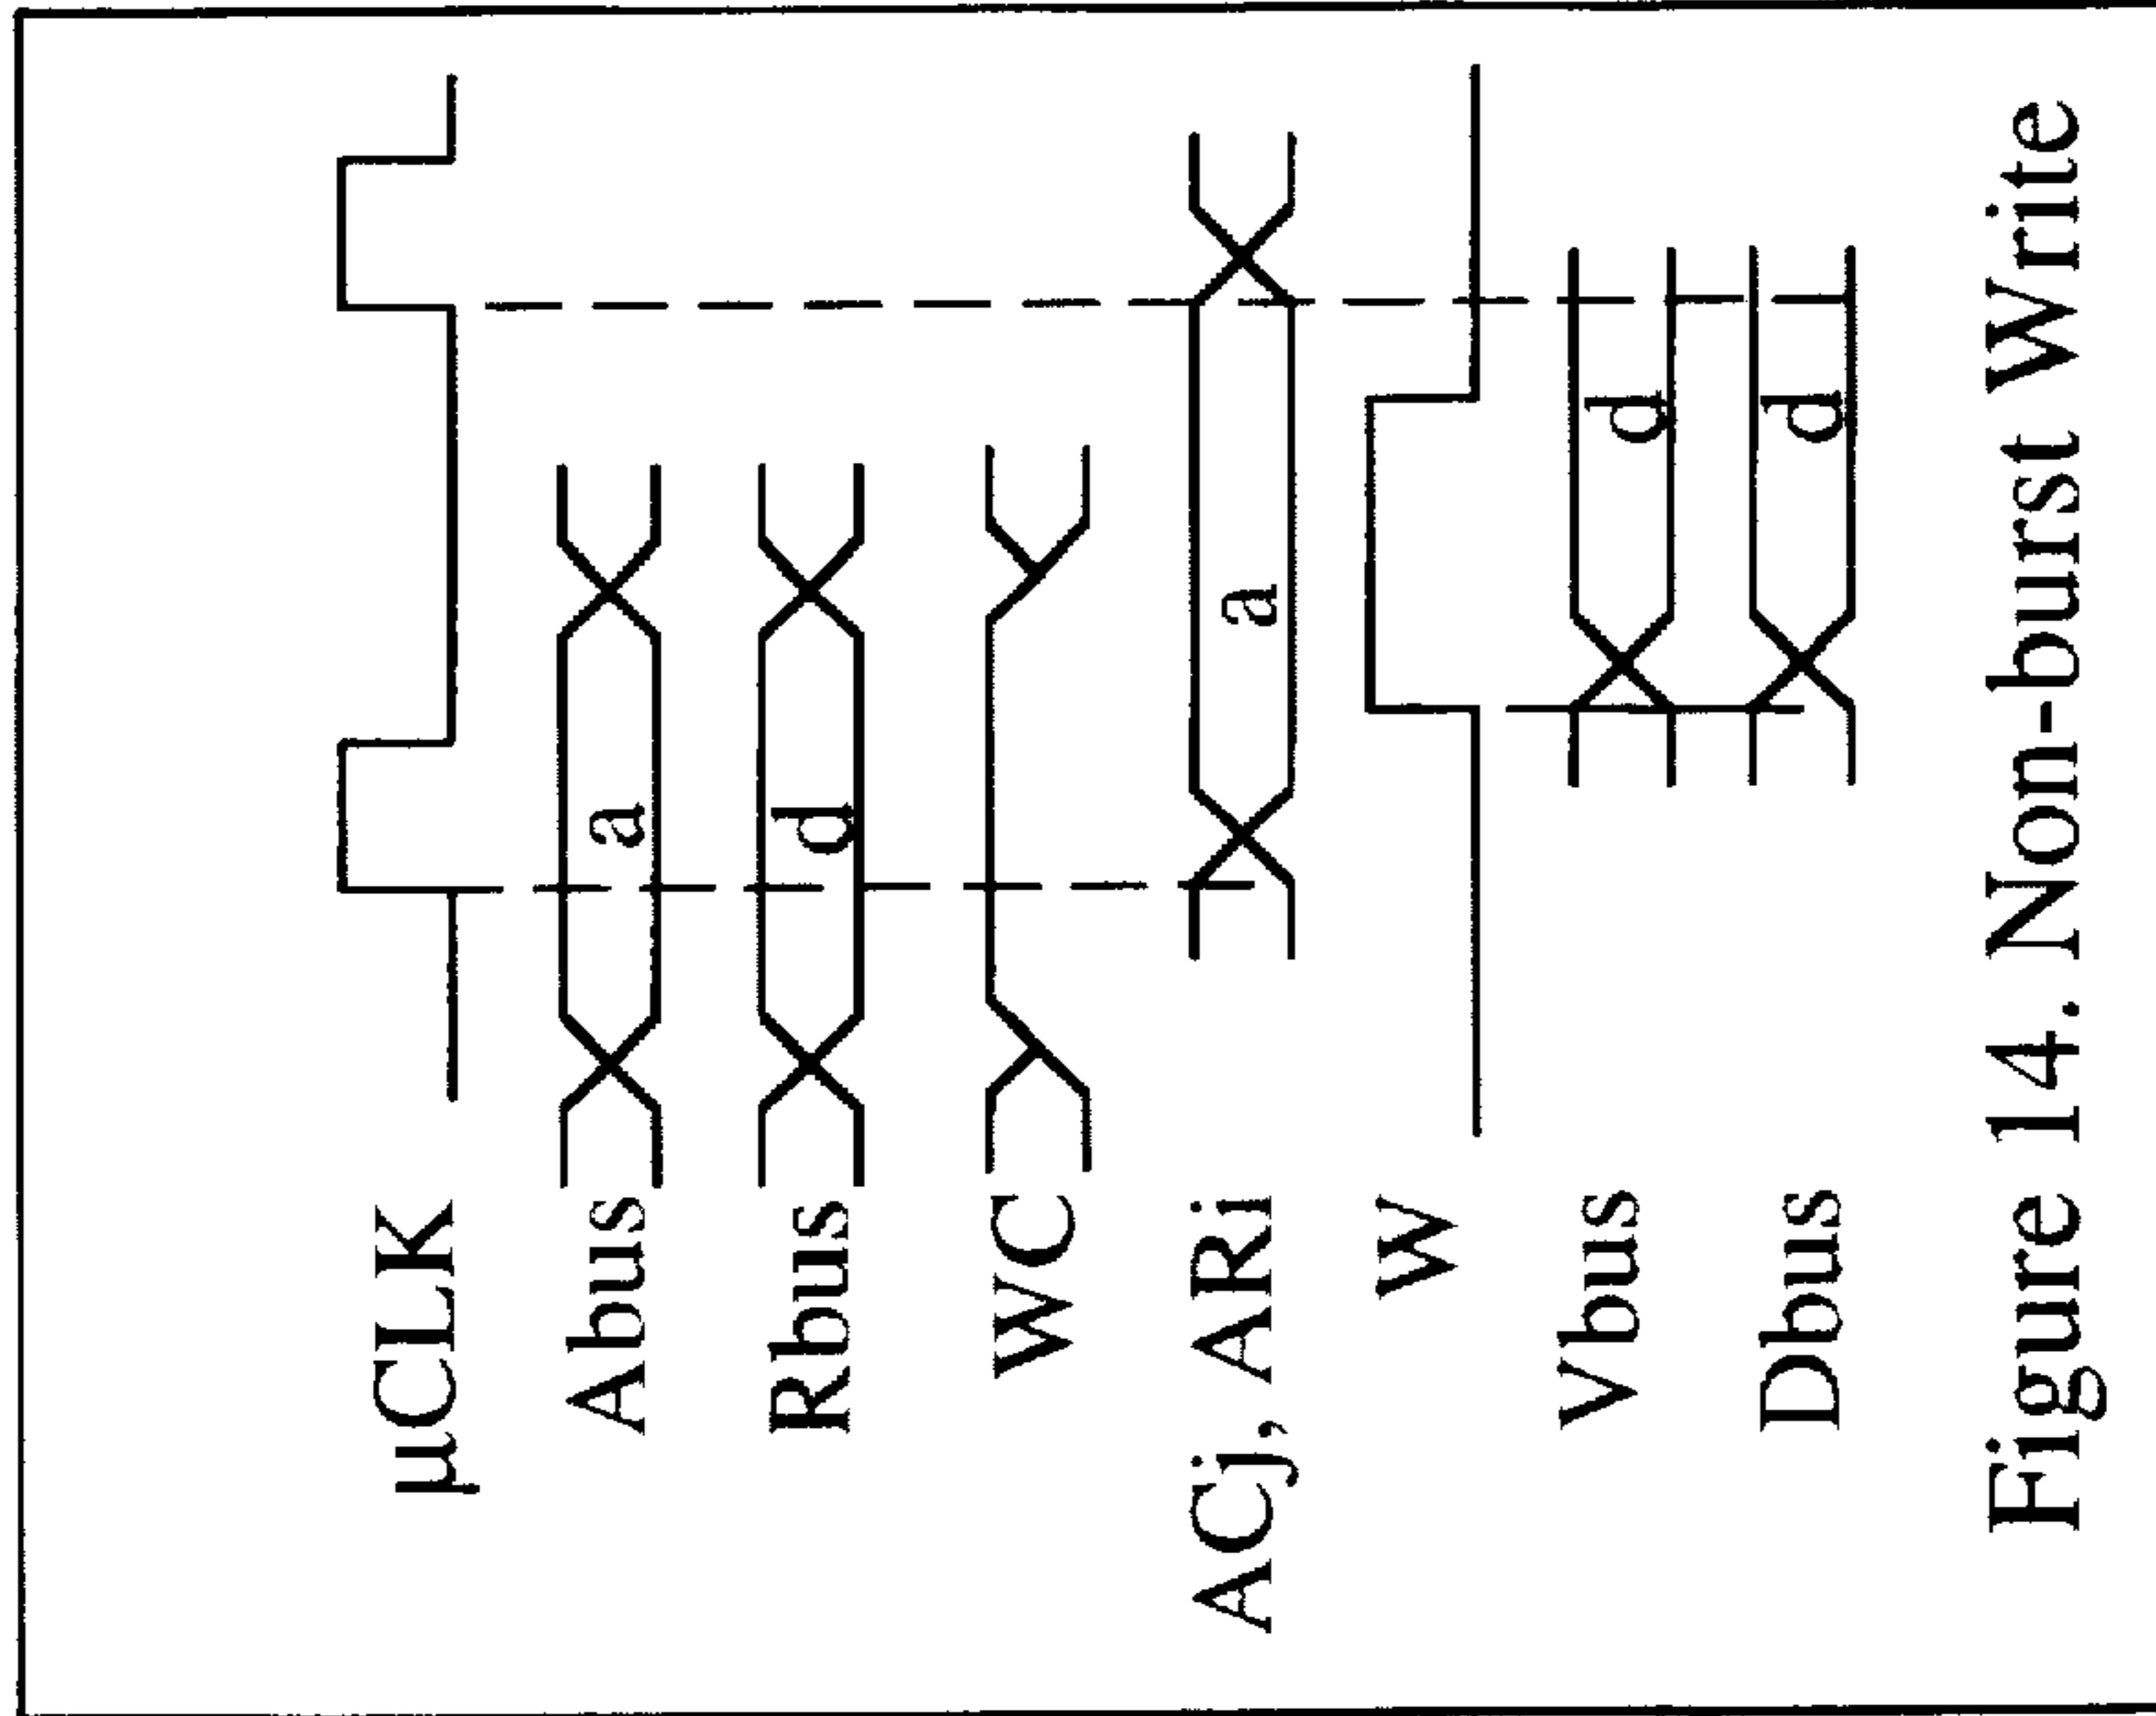 µCLK
Abus a
Rbus d
WC
ACj, ARi a
W
Vbus d
Dbus d
Figure 14. Non-burst Write